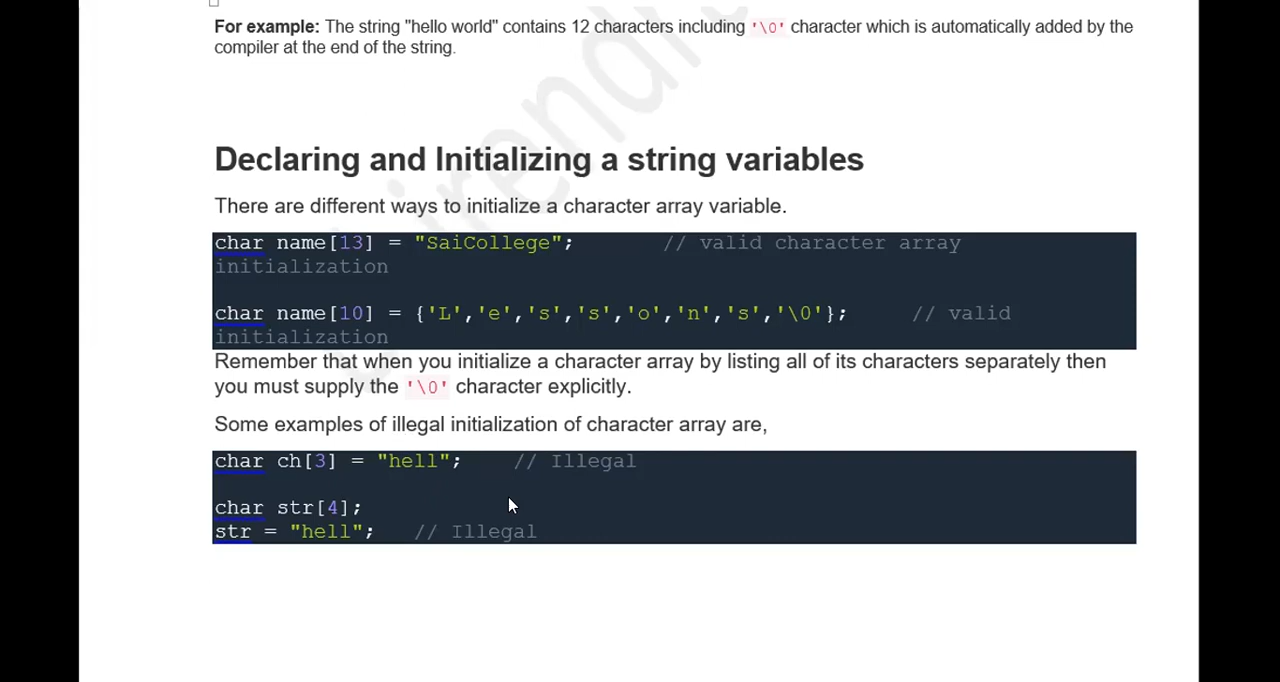 For example: The string "hello world" contains 12 characters including '\0' character which is automatically added by the
compiler at the end of the string.
Declaring and Initializing a string variables
There are different ways to initialize a character array variable.
char name[13] = "SaiCollege";       // valid character array
initialization
char name[10] = {'L','e','s','s','o','n','s','\0'};     // valid
initialization
Remember that when you initialize a character array by listing all of its characters separately then
you must supply the '\0' character explicitly.
Some examples of illegal initialization of character array are,
char ch[3] = "hell";    // Illegal
char str[4];
str = "hell";   // Illegal